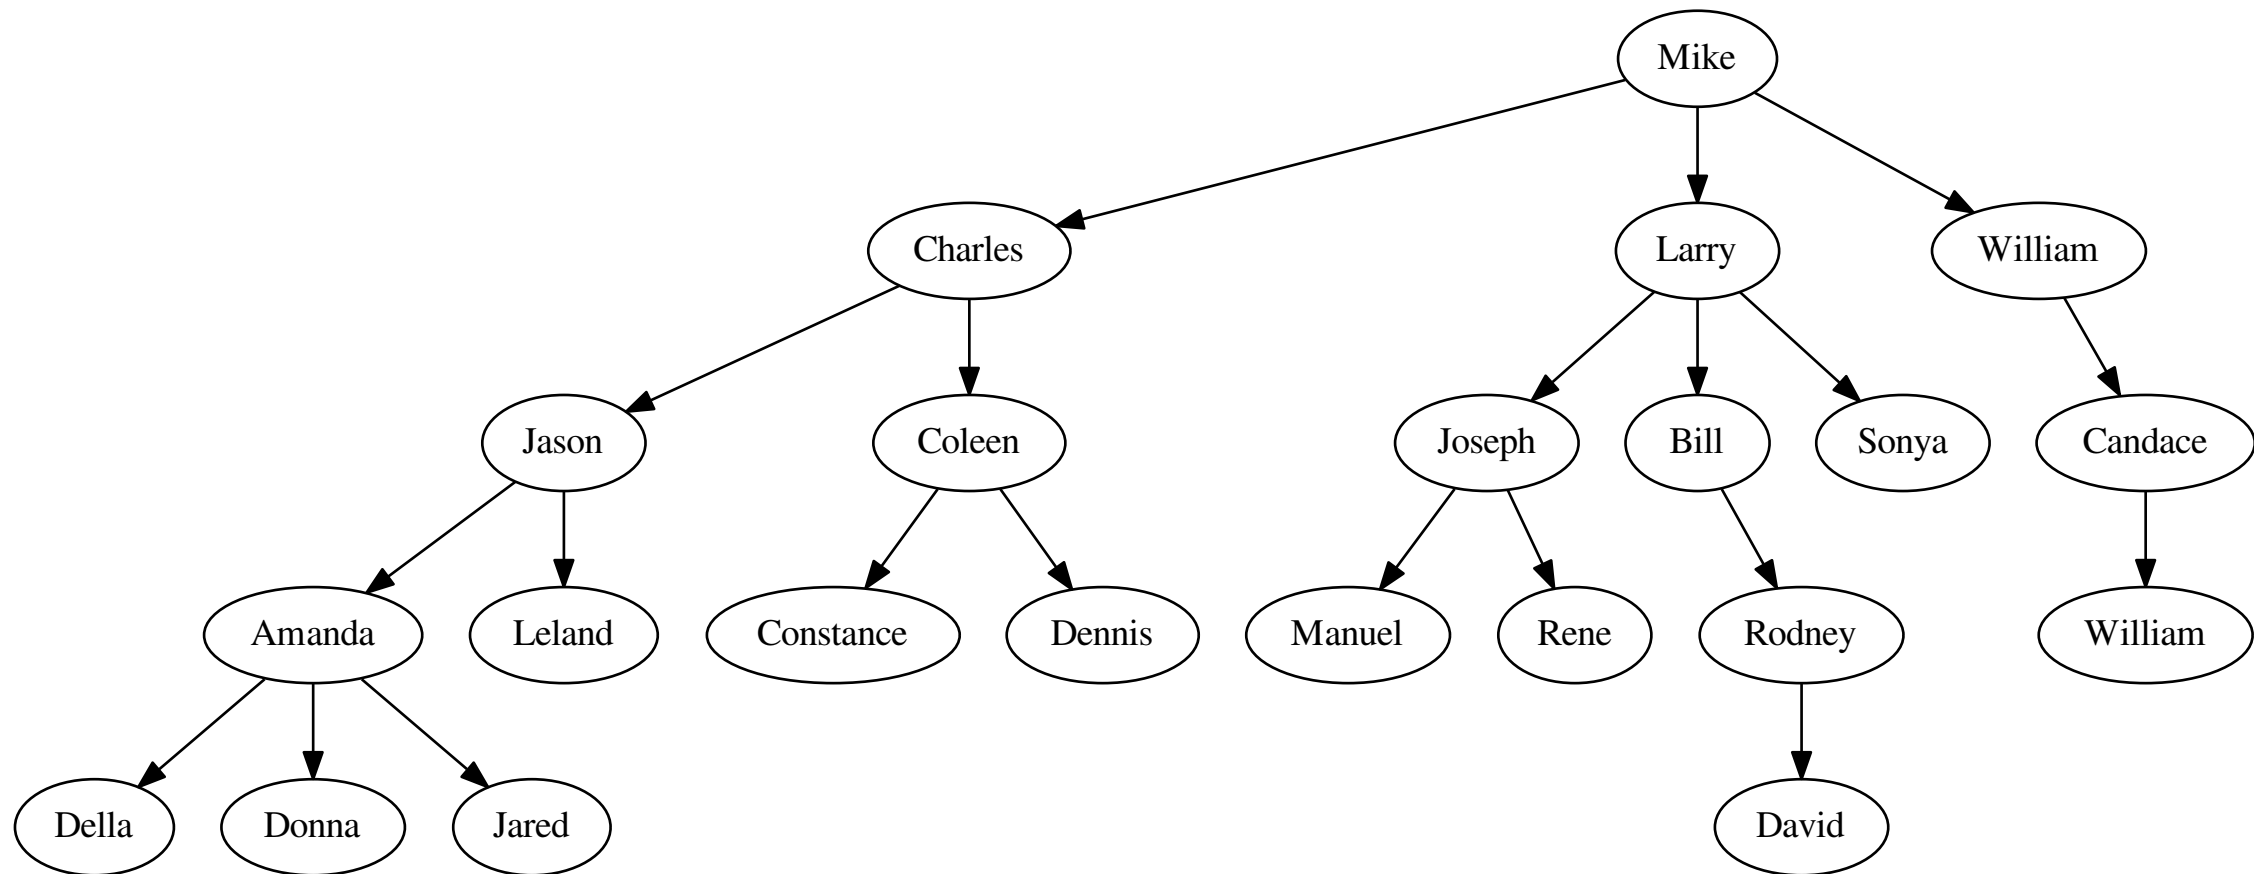 Mike
Charles
Larry
William
Jason
Coleen
Joseph
Bill
Sonya
Candace
Amanda
Leland
Constance
Dennis
Manuel
Rene
Rodney
William
Della
Donna
Jared
David